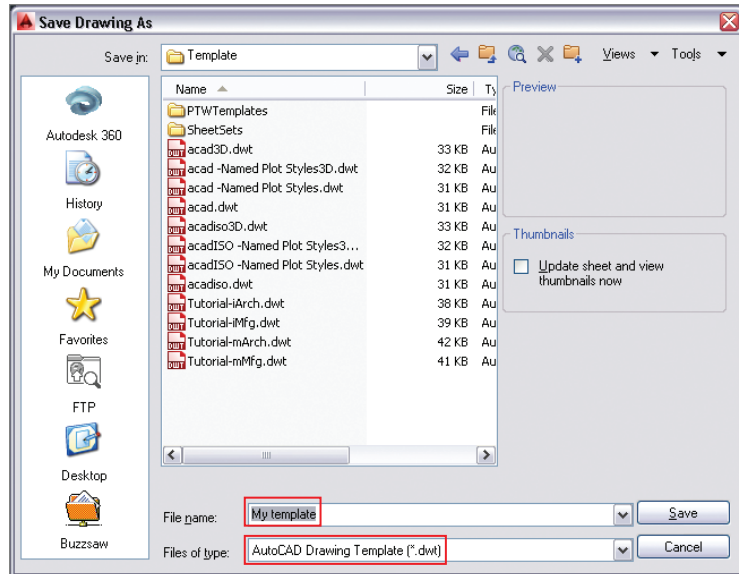 Save Drawing As
Save in: Template Views Tools
Name Size Ty
PTWTemplates File
SheetSets File
acad3D.dwt 33 KB Au
acad -Named Plot Styles3D.dwt 32 KB Au
acad -Named Plot Styles.dwt 31 KB Au
acad.dwt 31 KB Au
acadiso3D.dwt 33 KB Au
acadISO -Named Plot Styles3... 32 KB Au
acadISO -Named Plot Styles.dwt 31 KB Au
acadiso.dwt 31 KB Au
Tutorial-iArch.dwt 38 KB Au
Tutorial-iMfg.dwt 39 KB Au
Tutorial-mArch.dwt 42 KB Au
Tutorial-mMfg.dwt 41 KB Au
Autodesk 360
History
My Documents
Favorites
FTP
Desktop
Buzzsaw
Preview
Thumbnails
Update sheet and view
thumbnails now
File name: My template Save
Files of type: AutoCAD Drawing Template (*.dwt) Cancel